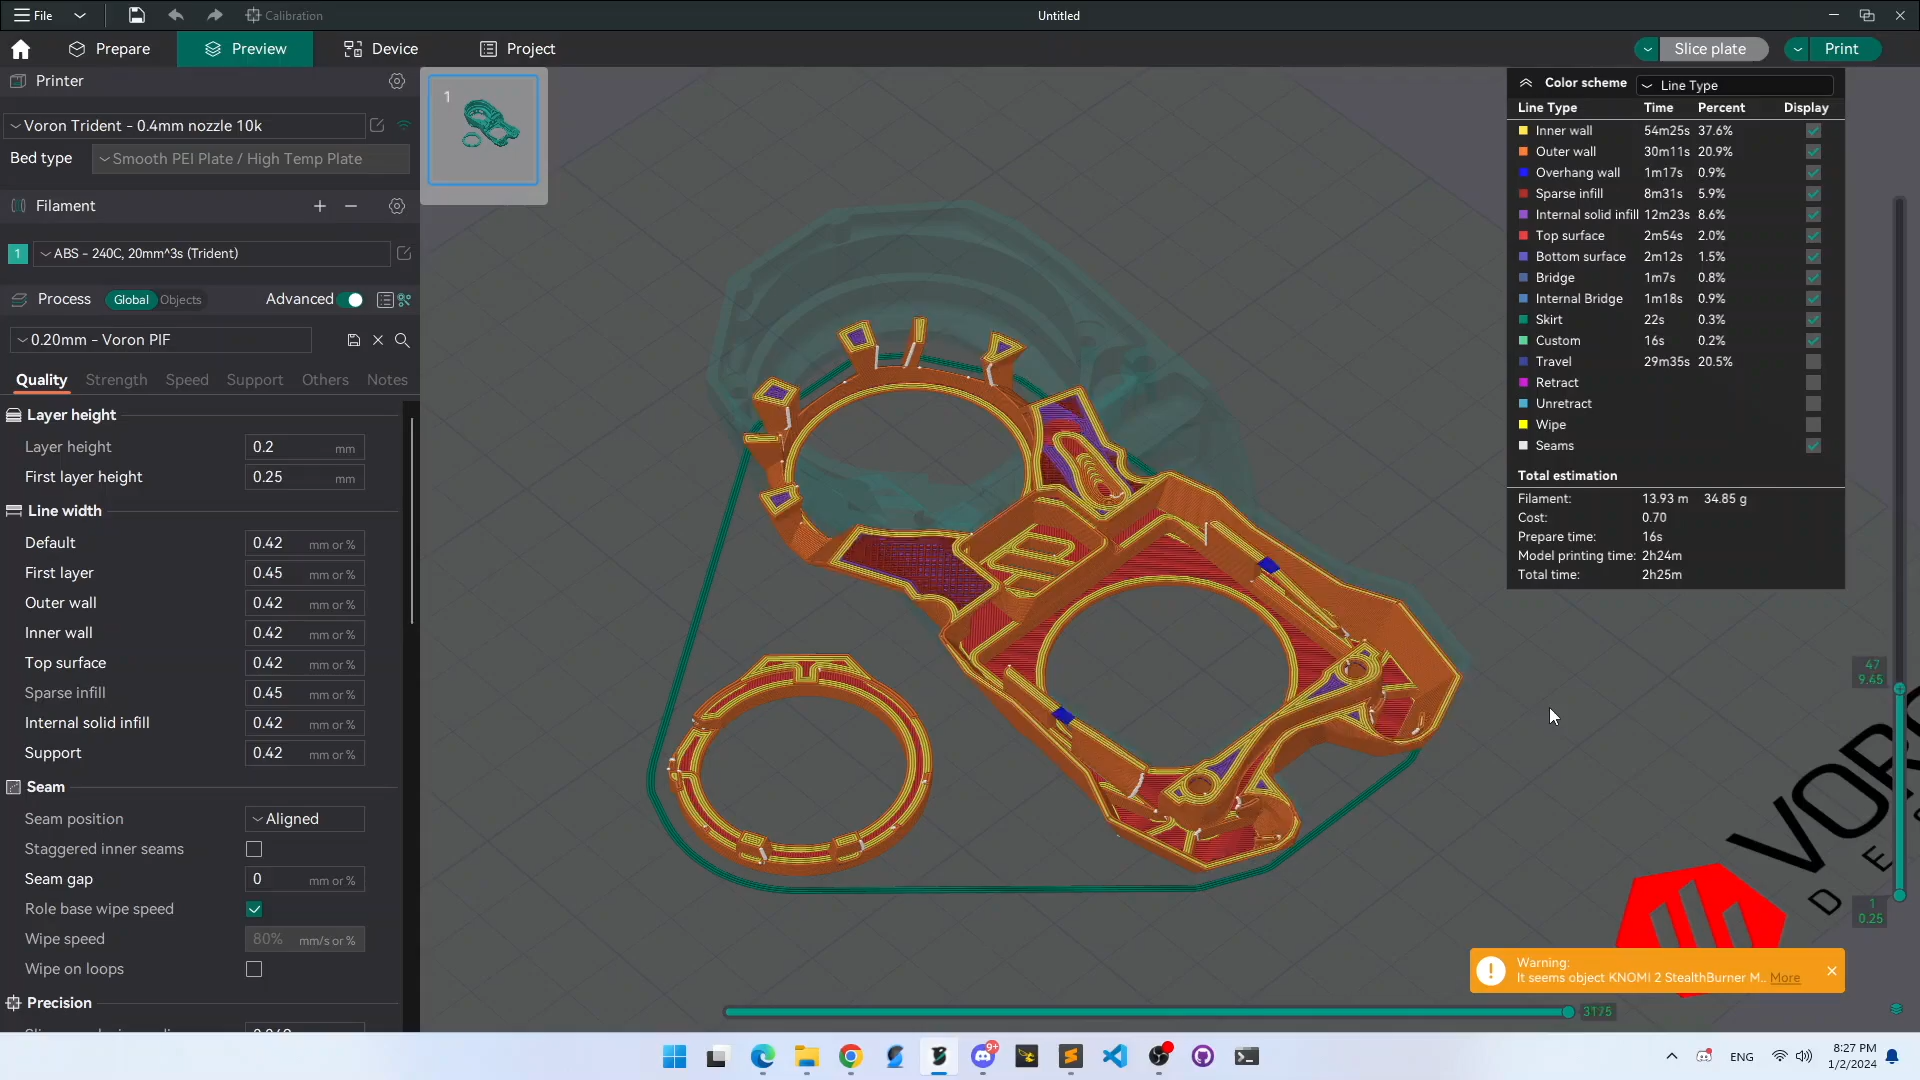 File
Calibration
Untitled
Prepare
Preview
Device
Project
Slice plate
Print
Printer
Voron Trident - 0.4mm nozzle 10k
Bed type
Smooth PEI Plate / High Temp Plate
Filament
1
ABS - 240C, 20mm^3s (Trident)
Process
Global
Objects
Advanced
0.20mm - Voron PIF
Quality
Strength
Speed
Support
Others
Notes
Layer height
Layer height 0.2 mm
First layer height 0.25 mm
Line width
Default 0.42 mm or %
First layer 0.45 mm or %
Outer wall 0.42 mm or %
Inner wall 0.42 mm or %
Top surface 0.42 mm or %
Sparse infill 0.45 mm or %
Internal solid infill 0.42 mm or %
Support 0.42 mm or %
Seam
Seam position Aligned
Staggered inner seams
Seam gap 0 mm or %
Role base wipe speed
Wipe speed 80% mm/s or %
Wipe on loops
Precision
1
Color scheme Line Type
Line Type Time Percent Display
Inner wall 54m25s 37.6%
Outer wall 30m11s 20.9%
Overhang wall 1m17s 0.9%
Sparse infill 8m31s 5.9%
Internal solid infill 12m23s 8.6%
Top surface 2m54s 2.0%
Bottom surface 2m12s 1.5%
Bridge 1m7s 0.8%
Internal Bridge 1m18s 0.9%
Skirt 22s 0.3%
Custom 16s 0.2%
Travel 29m35s 20.5%
Retract
Unretract
Wipe
Seams
Total estimation
Filament: 13.93 m 34.85 g
Cost: 0.70
Prepare time: 16s
Model printing time: 2h24m
Total time: 2h25m
47
9.45
1
0.25
VOR
D E
Warning:
It seems object KNOMI 2 StealthBurner M.. More
3175
9+
ENG
8:27 PM
1/2/2024